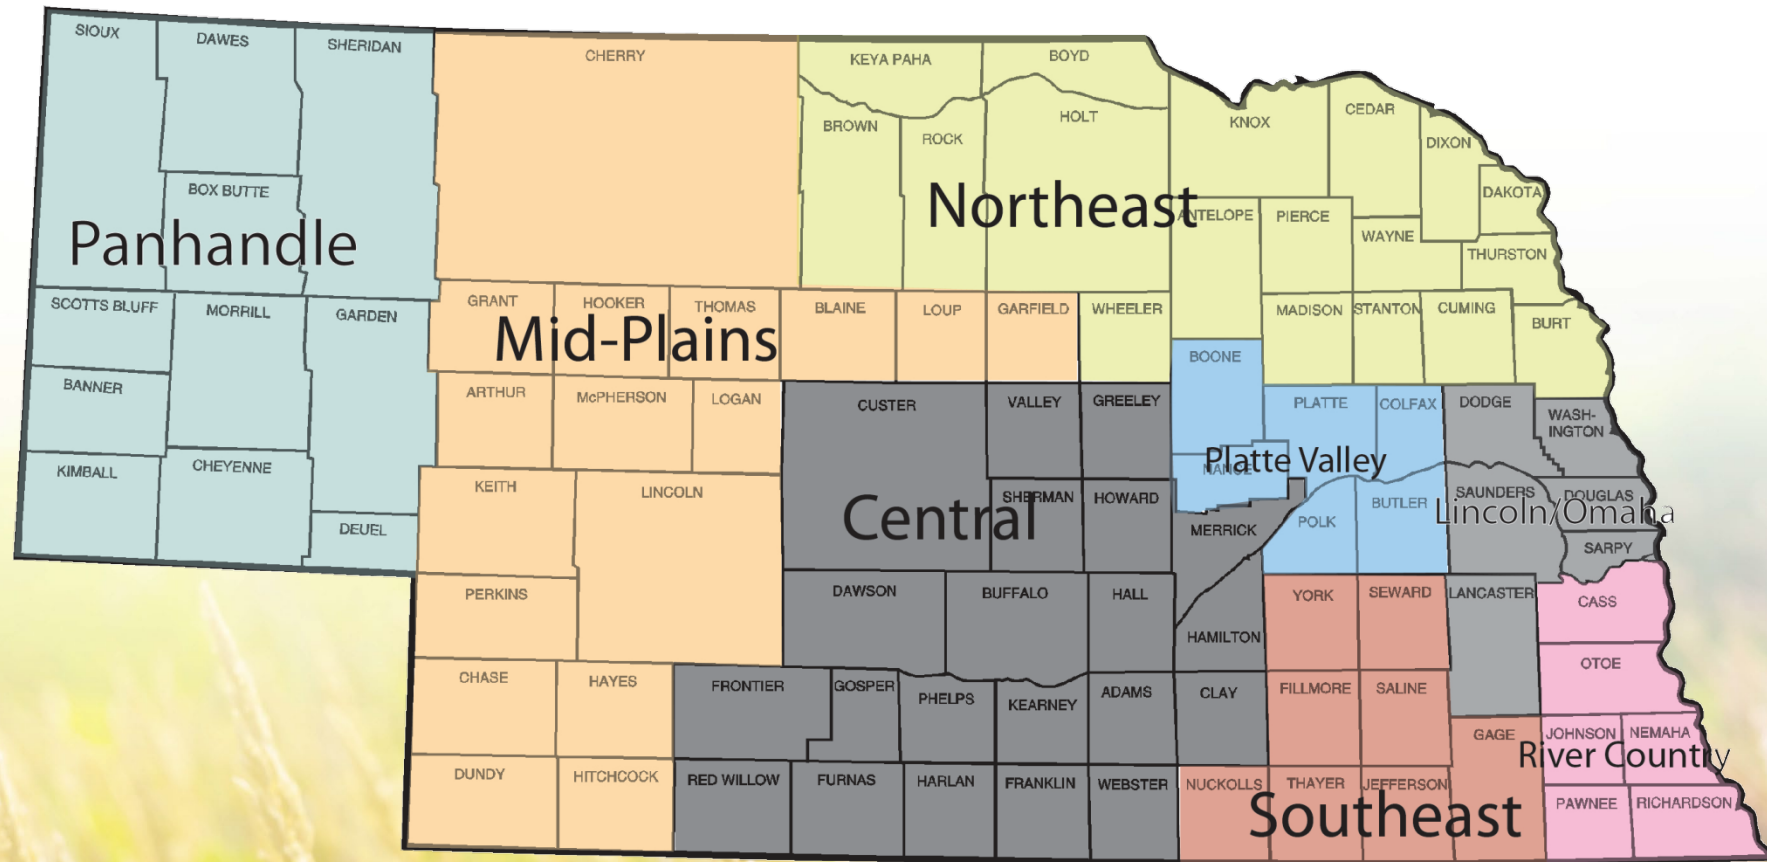 SIOUX
DAWES
SHERIDAN
CHERRY
KEYA PAHA
BOYD
BROWN
ROCK
HOLT
KNOX
CEDAR
DIXON
DAKOTA
BOX BUTTE
Panhandle
Northeast
ANTELOPE
PIERCE
WAYNE
THURSTON
SCOTTS BLUFF
MORRILL
GARDEN
GRANT
HOOKER
THOMAS
BLAINE
LOUP
GARFIELD
WHEELER
MADISON
STANTON
CUMING
BURT
Mid-Plains
BOONE
BANNER
ARTHUR
McPHERSON
LOGAN
CUSTER
VALLEY
GREELEY
PLATTE
COLFAX
DODGE
WASH-
INGTON
KIMBALL
CHEYENNE
Platte Valley
NANCE
KEITH
LINCOLN
Central
SHERMAN
HOWARD
MERRICK
POLK
BUTLER
SAUNDERS
DOUGLAS
Lincoln/Omaha
DEUEL
SARPY
PERKINS
DAWSON
BUFFALO
HALL
HAMILTON
YORK
SEWARD
LANCASTER
CASS
OTOE
CHASE
HAYES
FRONTIER
GOSPER
PHELPS
KEARNEY
ADAMS
CLAY
FILLMORE
SALINE
GAGE
JOHNSON
NEMAHA
River Country
DUNDY
HITCHCOCK
RED WILLOW
FURNAS
HARLAN
FRANKLIN
WEBSTER
NUCKOLLS
THAYER
JEFFERSON
Southeast
PAWNEE
RICHARDSON